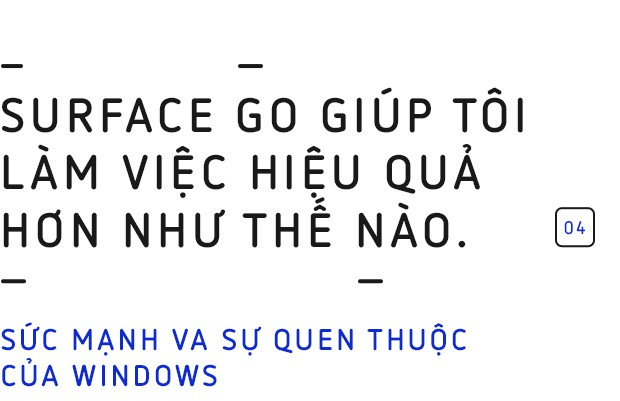 SURFACE GO GIÚP TÔI
LÀM VIỆC HIỆU QUẢ
HƠN NHƯ THẾ NÀO.
04
SỨC MẠNH VA SỰ QUEN THUỘC
CỦA WINDOWS